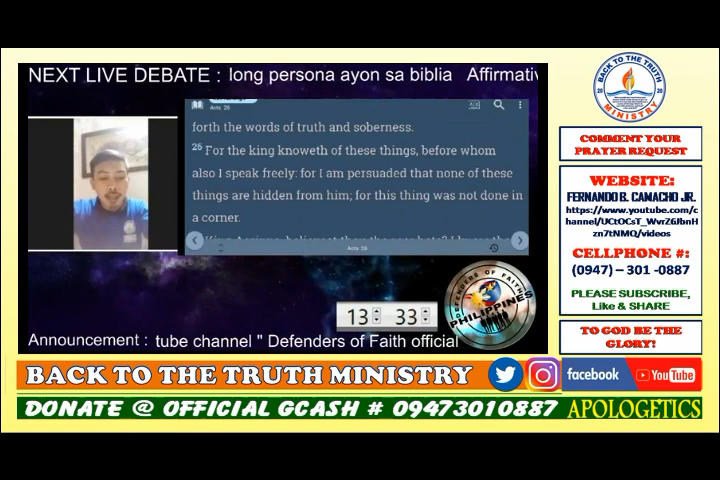 NEXT LIVE DEBATE : long persona ayon sa biblia Affirmativ
Acts 26
forth the words of truth and soberness.
26 For the king knoweth of these things, before whom
also I speak freely: for I am persuaded that none of these
things are hidden from him; for this thing was not done in
a corner.
Acts 26
13 33
DEFENDERS OF FAITH
PHILIPPINES
Announcement : tube channel " Defenders of Faith official
BACK TO THE TRUTH
MINISTRY
20 20
COMMENT YOUR
PRAYER REQUEST
WEBSITE:
FERNANDO B. CAMACHO JR.
https://www.youtube.com/c
hannel/UCtOCsT_WvrZ6JbnH
zn7tNMQ/videos
CELLPHONE #:
(0947) – 301 -0887
PLEASE SUBSCRIBE,
Like & SHARE
TO GOD BE THE
GLORY!
BACK TO THE TRUTH MINISTRY
facebook
YouTube
DONATE @ OFFICIAL GCASH # 09473010887 APOLOGETICS